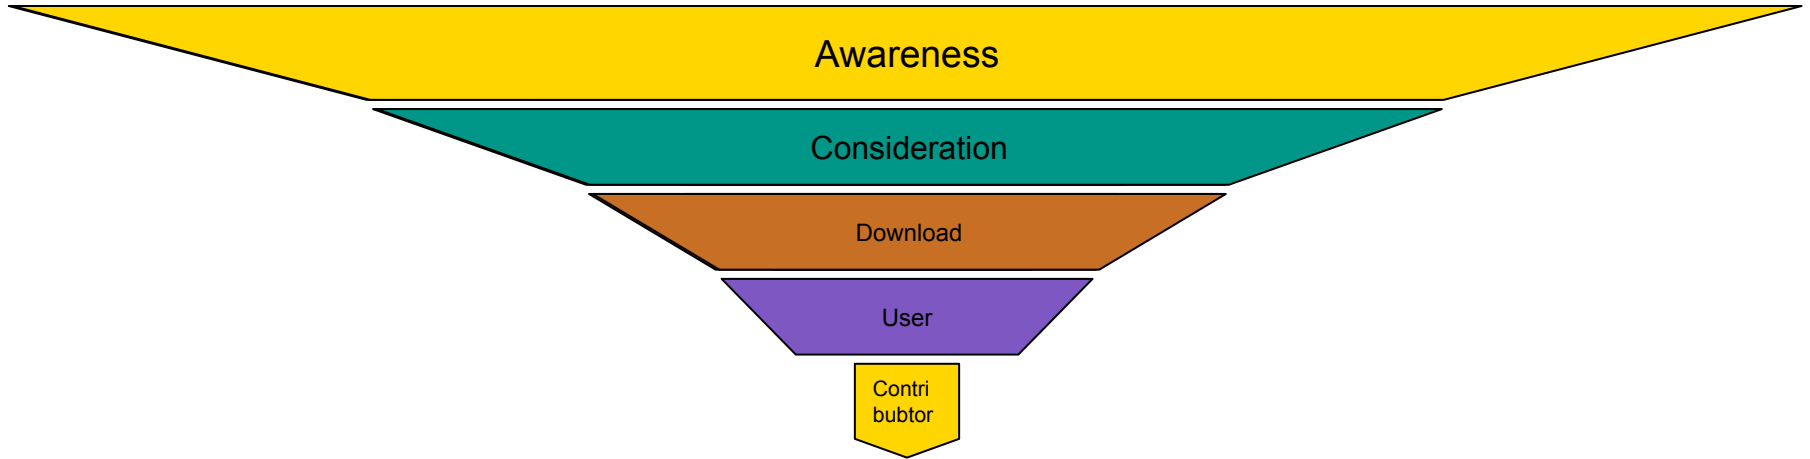 Awareness
Consideration
Download
User
Contri
bubtor